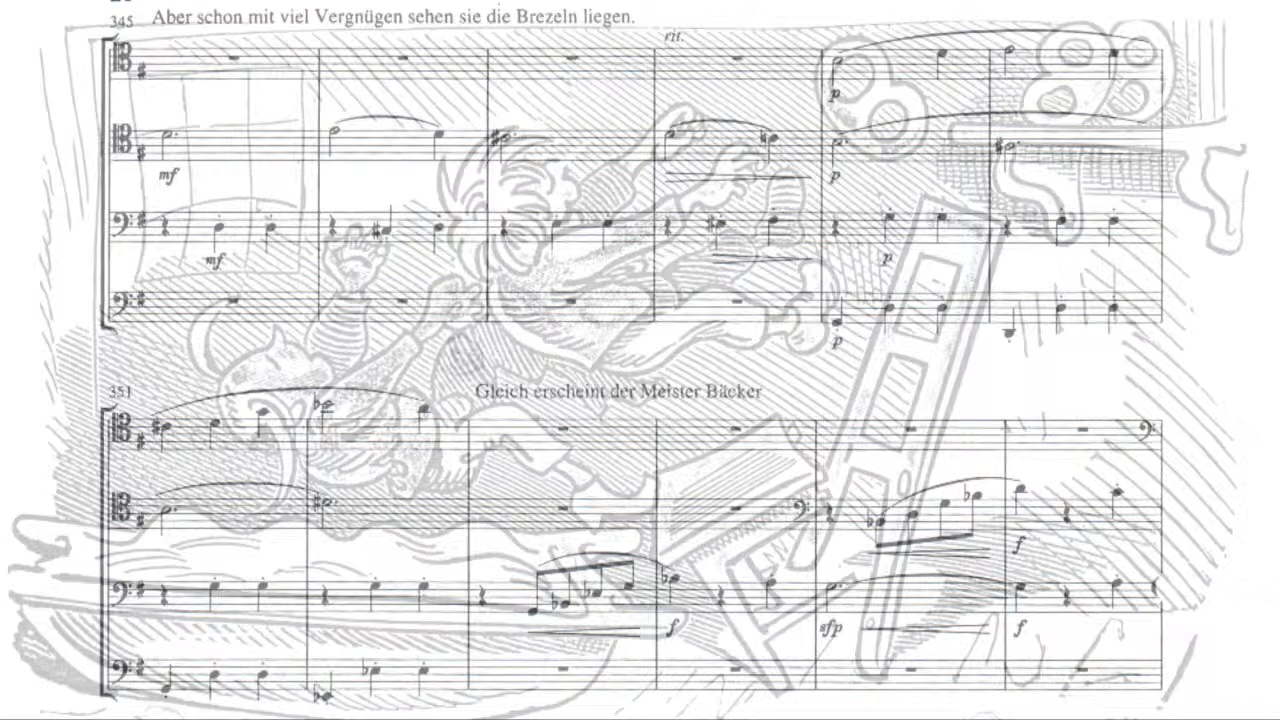 345 Aber schon mit viel Vergnügen sehen sie die Brezeln liegen.
rit.
p
mf
p
mf
p
p
351 Gleich erscheint der Meister Bäcker
f
f
sfp
f